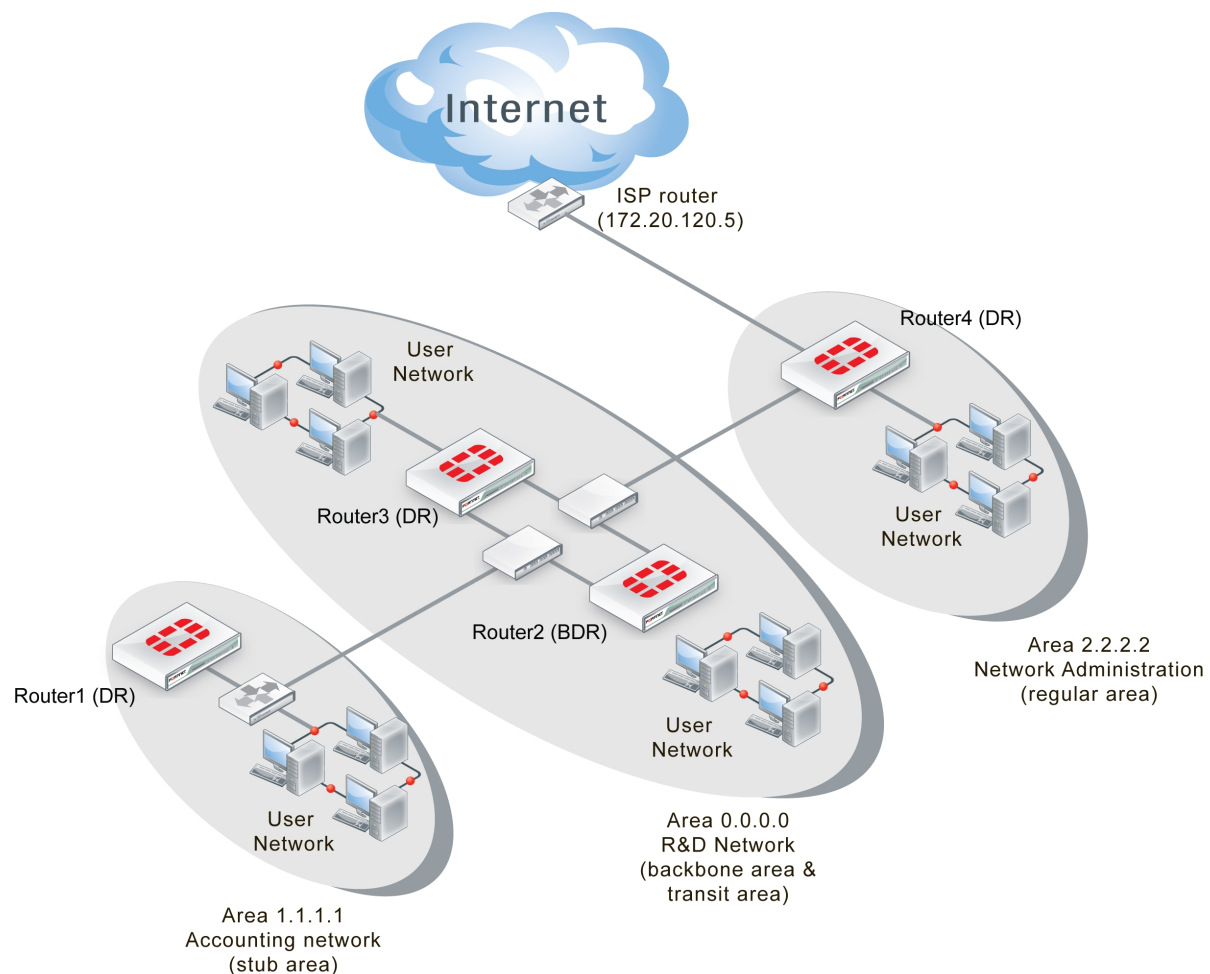 Internet
ISP router
(172.20.120.5)
Router4 (DR)
User
Network
Router3 (DR)
User
Network
Router2 (BDR)
Area 2.2.2.2
Network Administration
(regular area)
Router1 (DR)
User
Network
User
Network
Area 0.0.0.0
R&D Network
(backbone area &
transit area)
Area 1.1.1.1
Accounting network
(stub area)